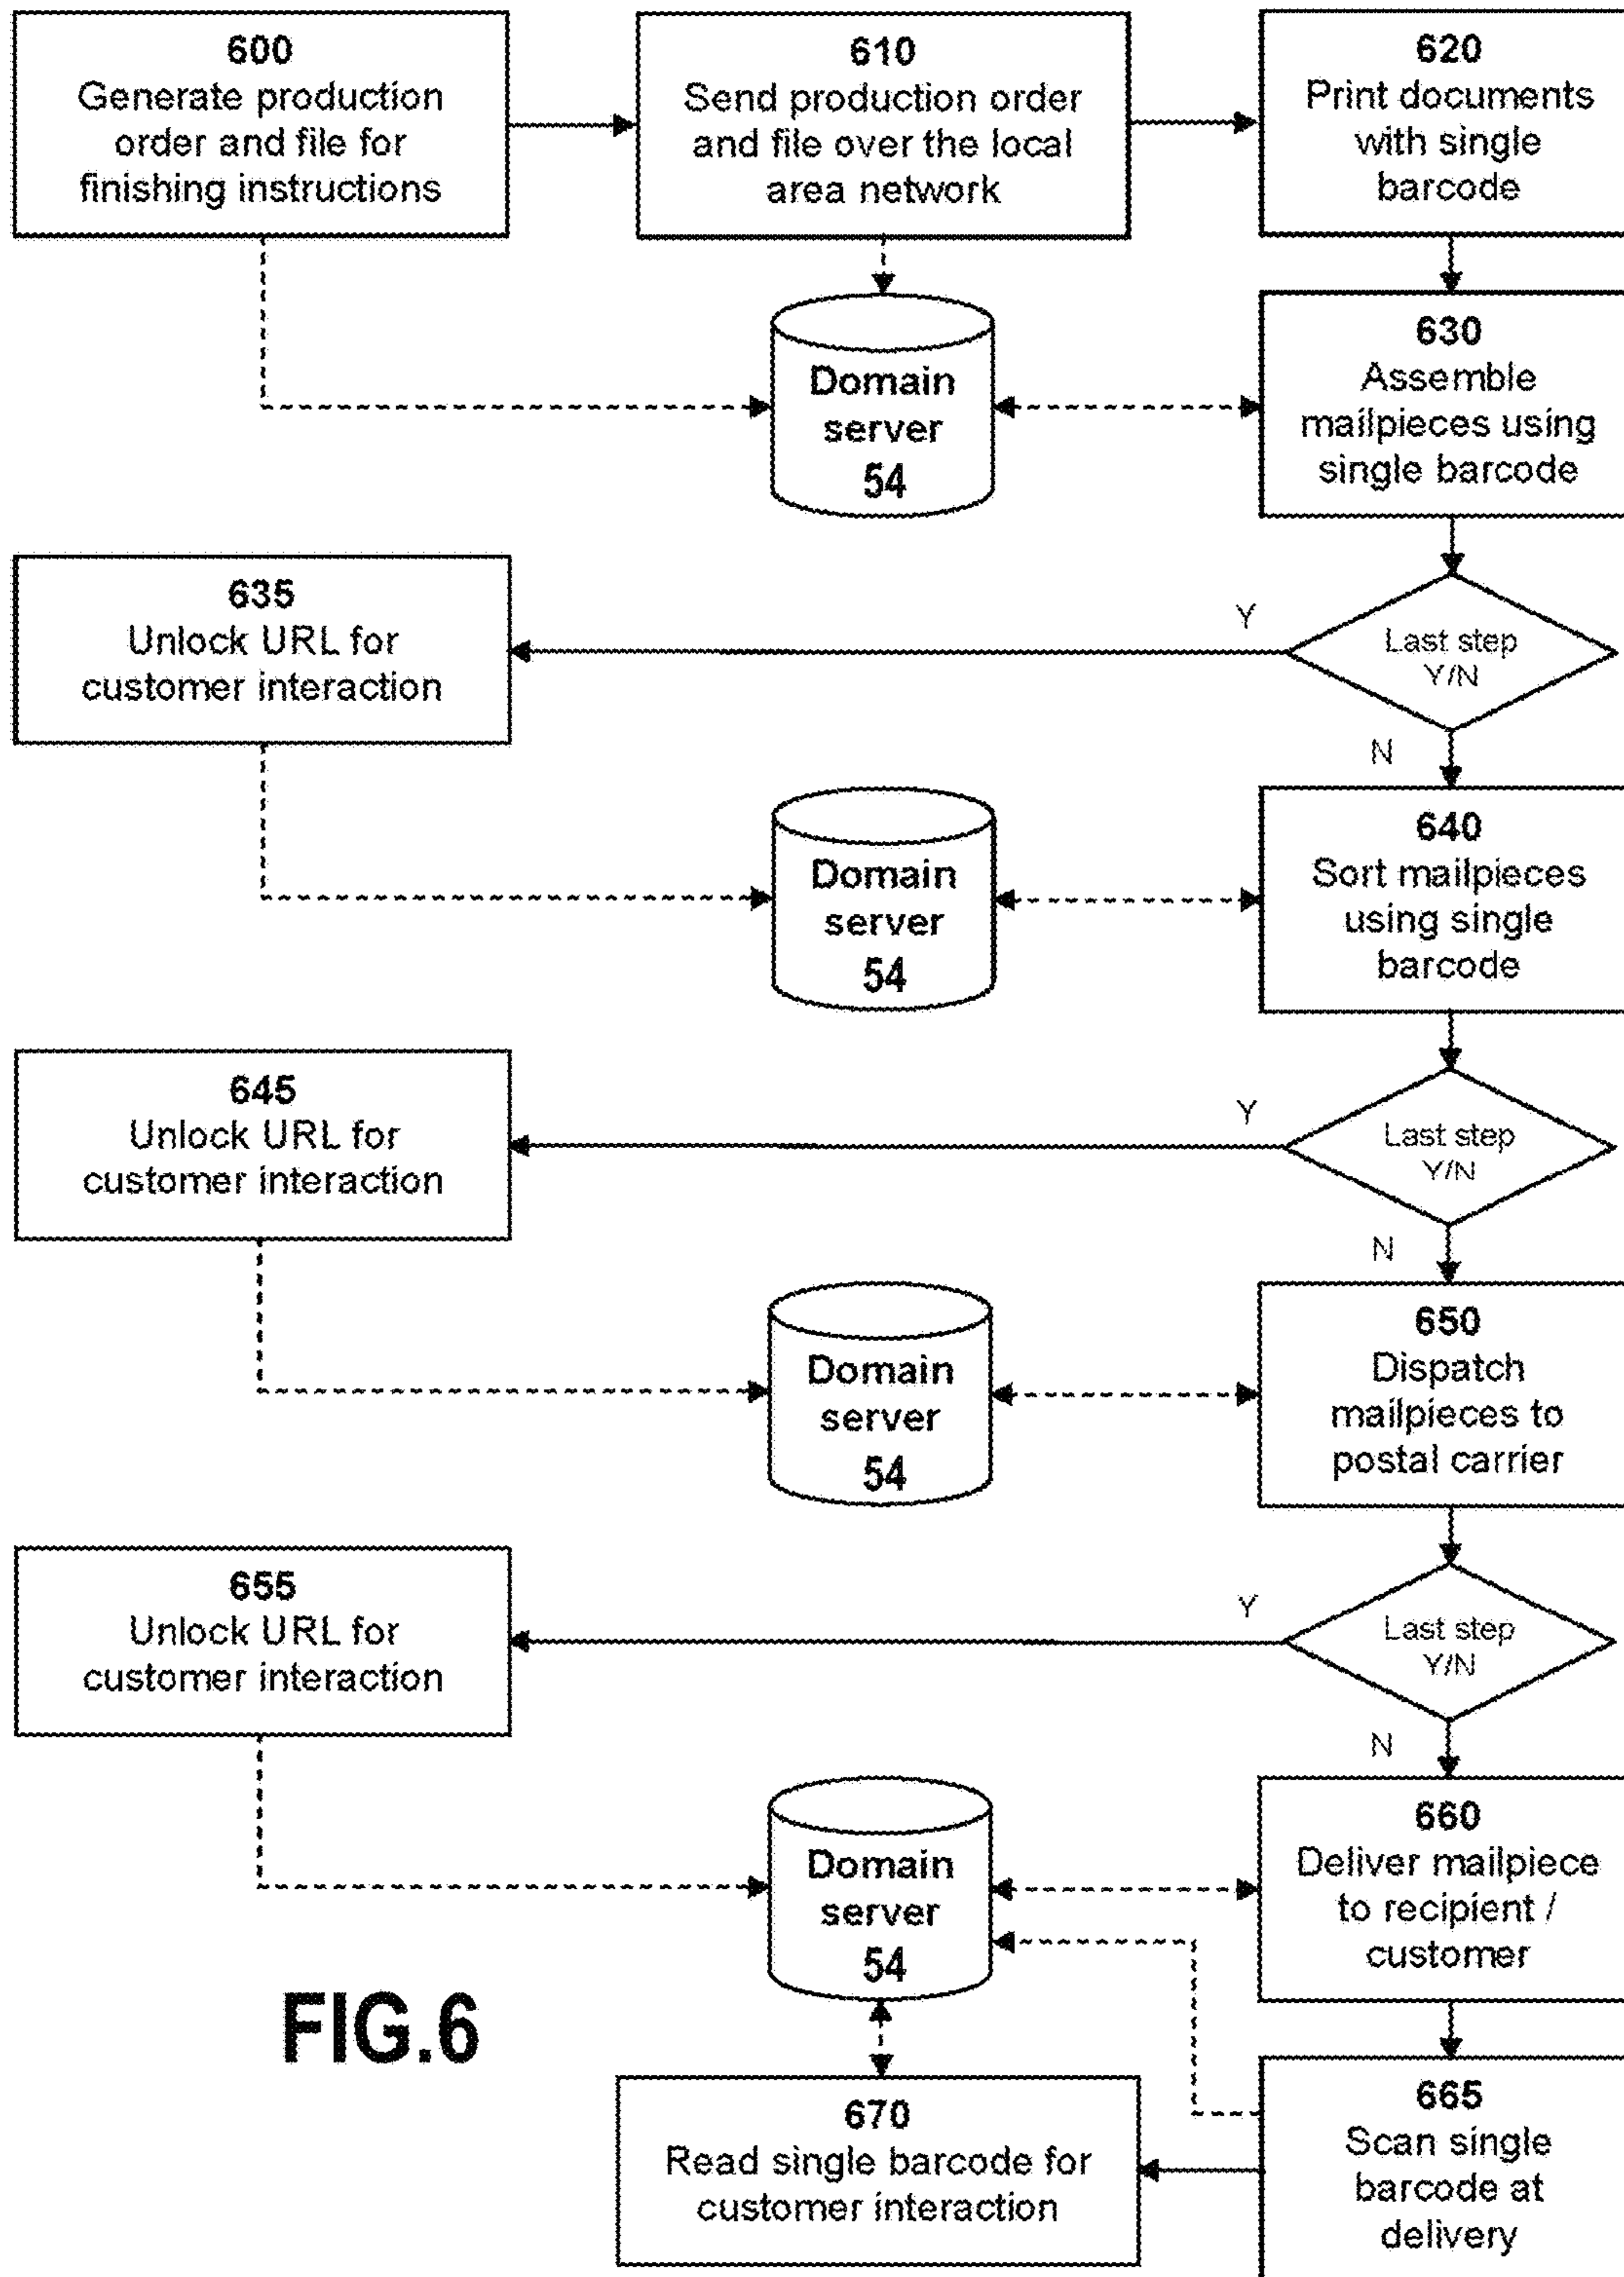 600
Generate production
order and file for
finishing instructions
610
Send production order
and file over the local
area network
620
Print documents
with single
barcode
Domain
server
54
630
Assemble
mailpieces using
single barcode
635
Unlock URL for
customer interaction
Y
Last step
Y/N
N
Domain
server
54
640
Sort mailpieces
using single
barcode
645
Unlock URL for
customer interaction
Y
Last step
Y/N
N
Domain
server
54
650
Dispatch
mailpieces to
postal carrier
655
Unlock URL for
customer interaction
Y
Last step
Y/N
N
Domain
server
54
660
Deliver mailpiece
to recipient /
customer
FIG.6
670
Read single barcode for
customer interaction
665
Scan single
barcode at
delivery